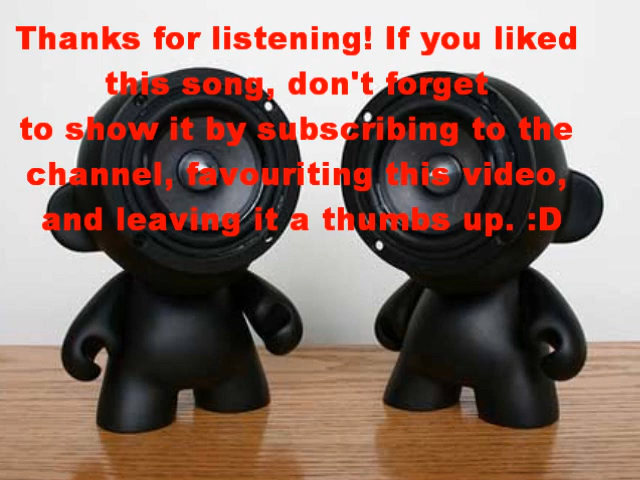 Thanks for listening! If you liked
this song, don't forget
to show it by subscribing to the
channel, favouriting this video,
and leaving it a thumbs up. :D